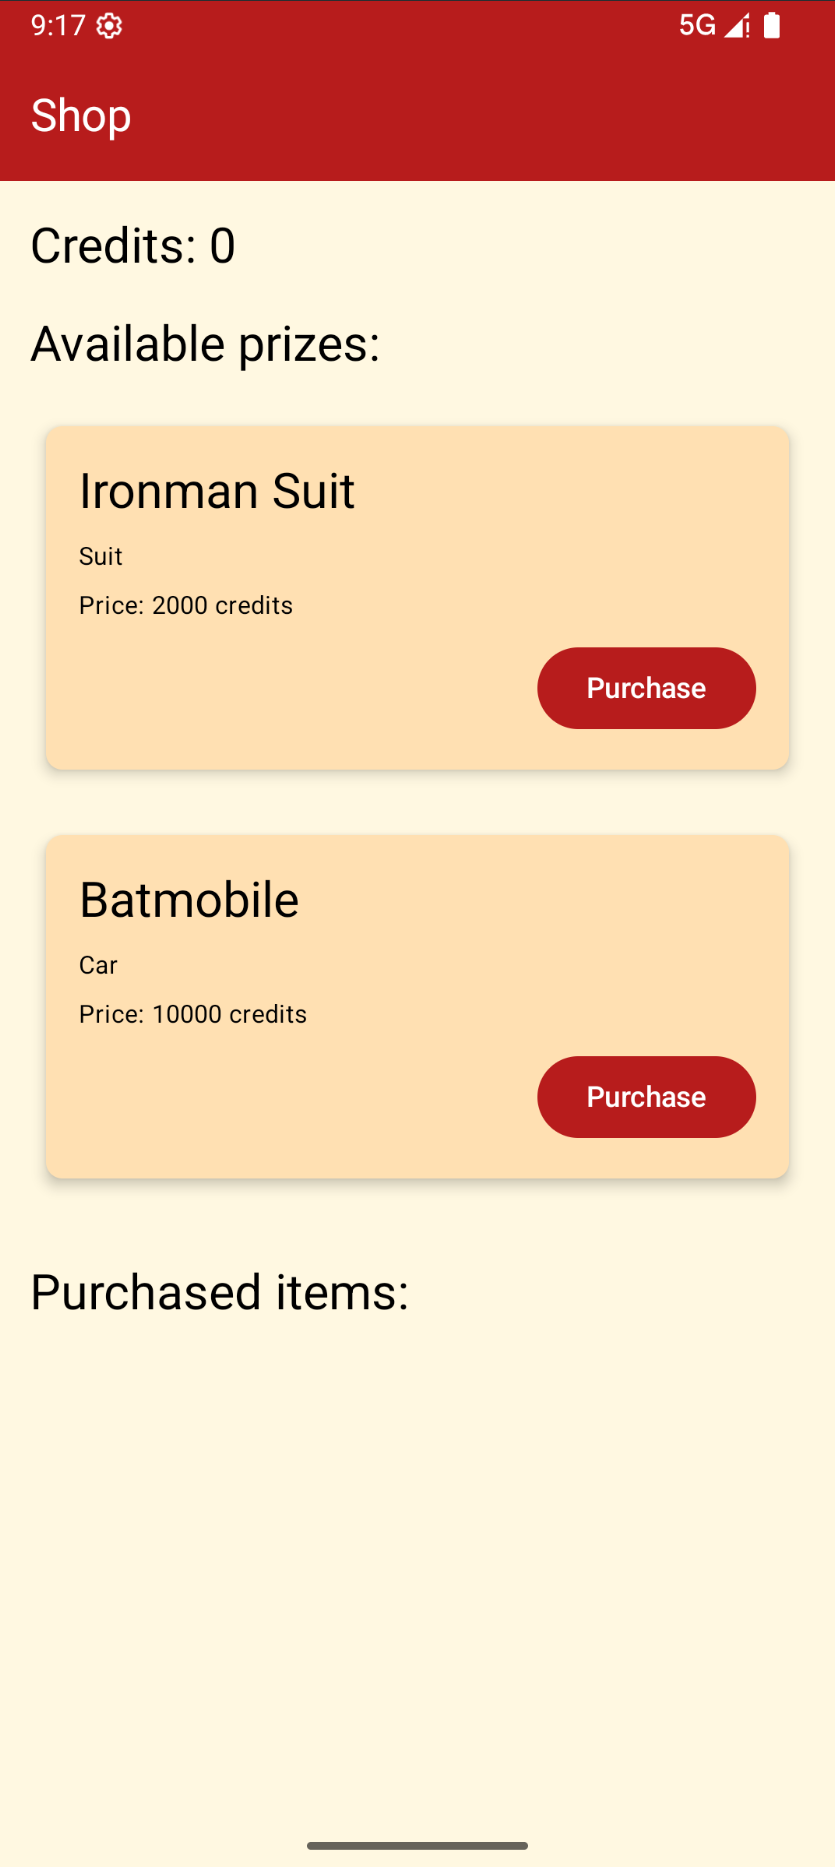 9:17 5G
Shop
Credits: 0
Available prizes:
Ironman Suit
Suit
Price: 2000 credits
Purchase
Batmobile
Car
Price: 10000 credits
Purchase
Purchased items: